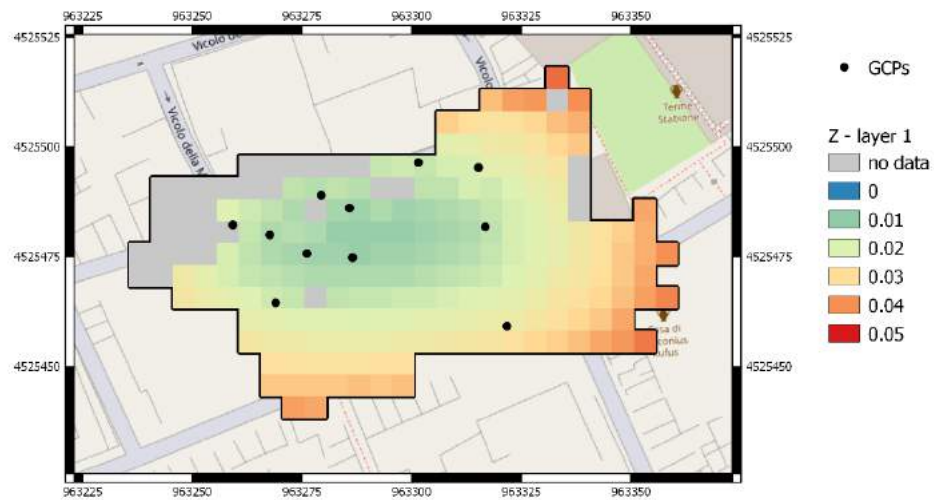 963225 963250 963275 963300 963325 963350
4525525 4525525
Vicolo de
Vicolo
Vicolo della M
Terme
Stabiane
4525500 4525500
4525475 4525475
4525450 4525450
963225 963250 963275 963300 963325 963350
GCPs
Z - layer 1
no data
0
0.01
0.02
0.03
0.04
0.05